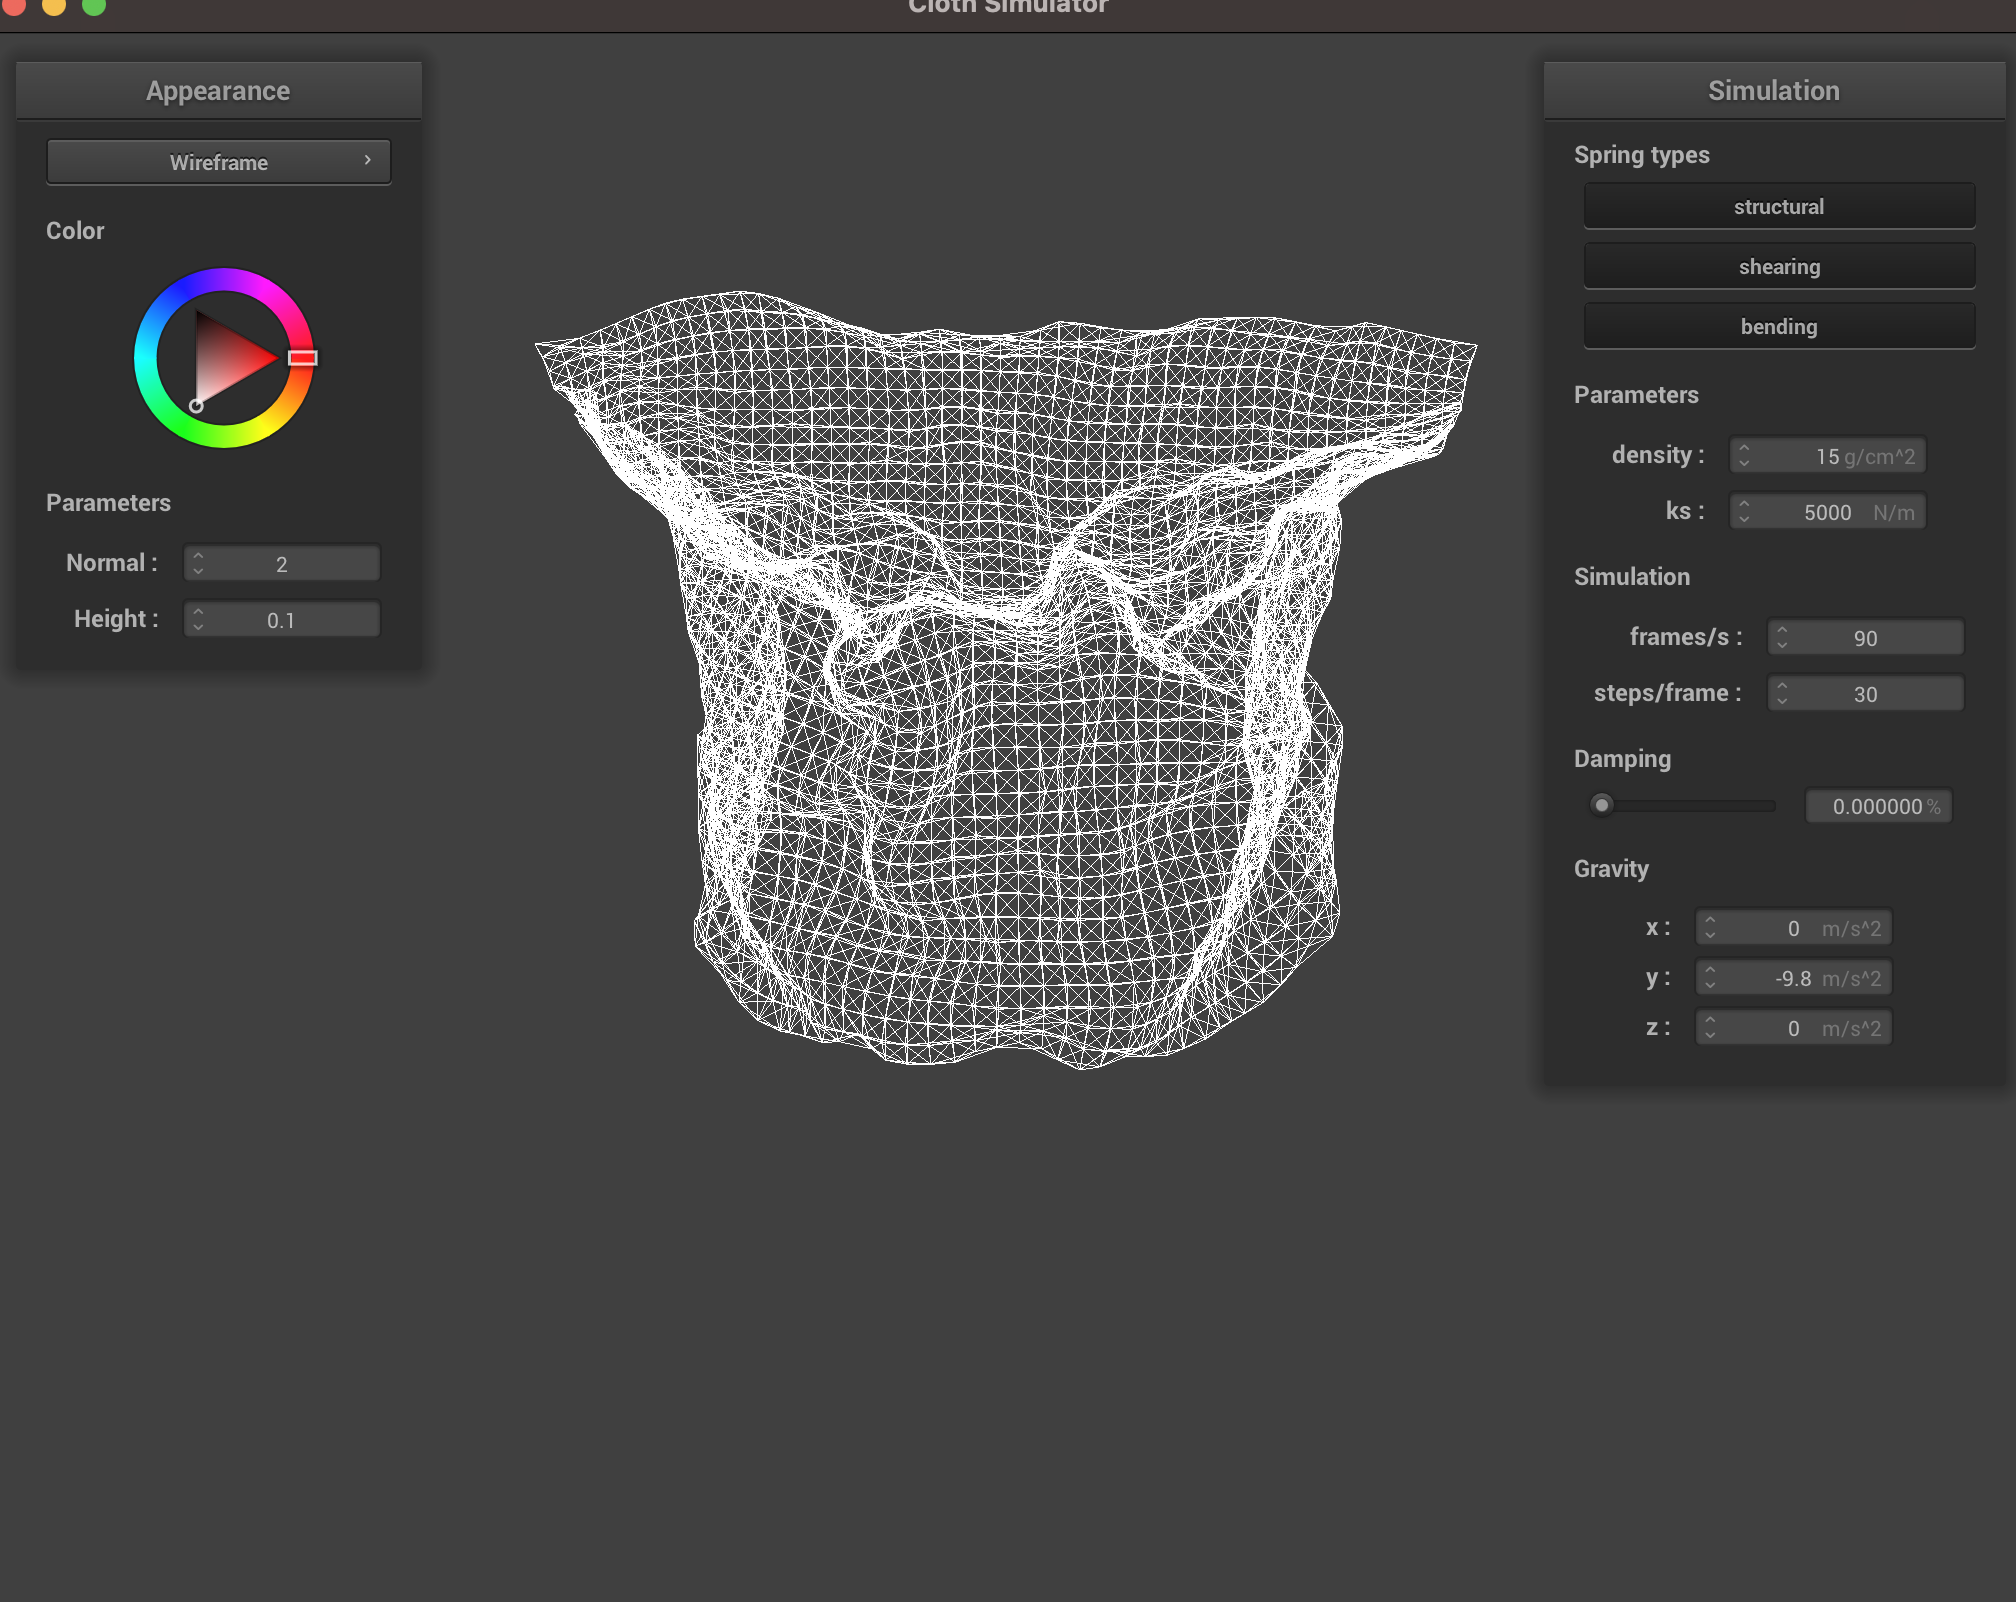 Cloth Simulator
Appearance
Wireframe
Color
Parameters
Normal : 2
Height : 0.1
Simulation
Spring types
structural
shearing
bending
Parameters
density : 15 g/cm^2
ks : 5000 N/m
Simulation
frames/s : 90
steps/frame : 30
Damping
0.000000 %
Gravity
x : 0 m/s^2
y : -9.8 m/s^2
z : 0 m/s^2